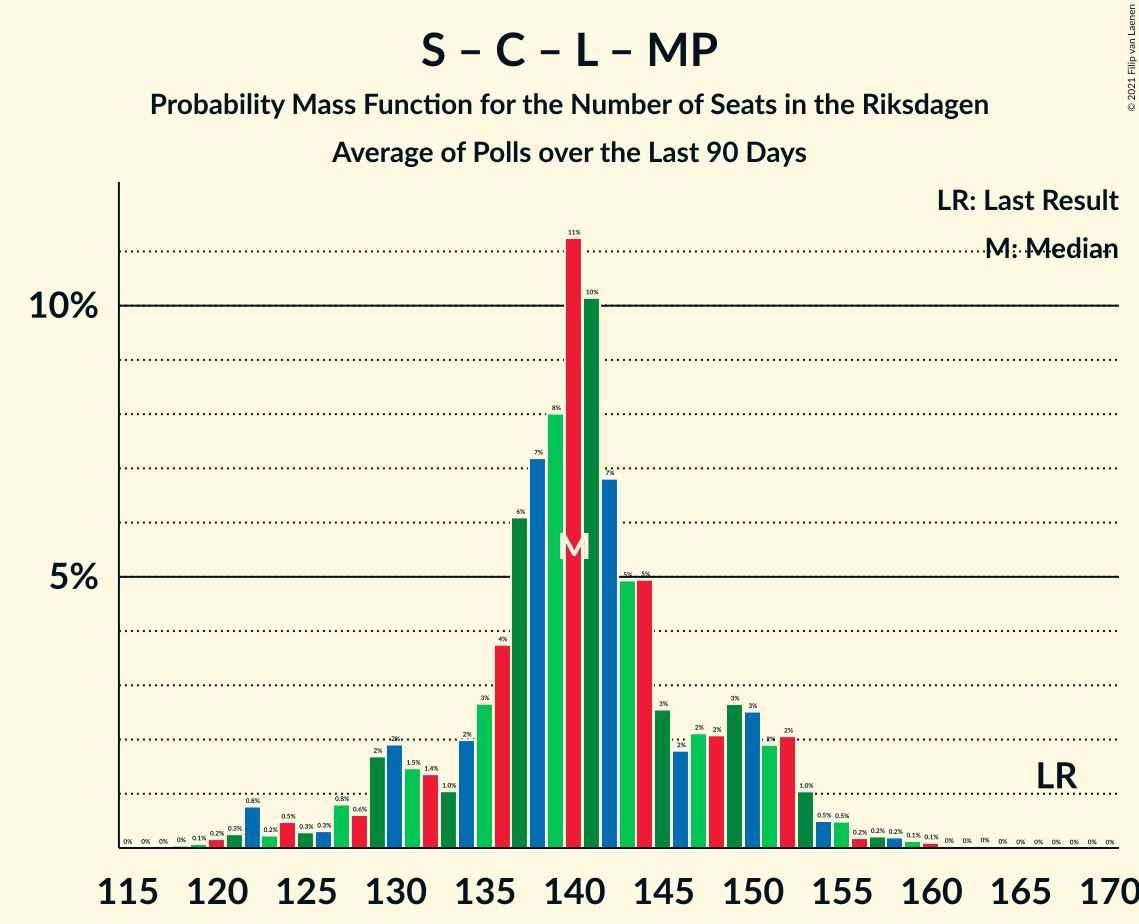 S – C – L – MP
Probability Mass Function for the Number of Seats in the Riksdagen
Average of Polls over the Last 90 Days
© 2021 Filip van Laenen
LR: Last Result
M: Median
10%
5%
0% 0% 0% 0% 0.1% 0.2% 0.3% 0.8% 0.2% 0.5% 0.3% 0.3% 0.8% 0.6% 2% 2% 1.5% 1.4% 1.0% 2% 3% 4% 6% 7% 8% 11% 10% 7% 5% 5% 3% 2% 2% 2% 3% 3% 2% 2% 1.0% 0.5% 0.5% 0.2% 0.2% 0.2% 0.1% 0.1% 0% 0% 0% 0% 0% 0% 0% 0% 0% 0%
M
LR
115 120 125 130 135 140 145 150 155 160 165 170